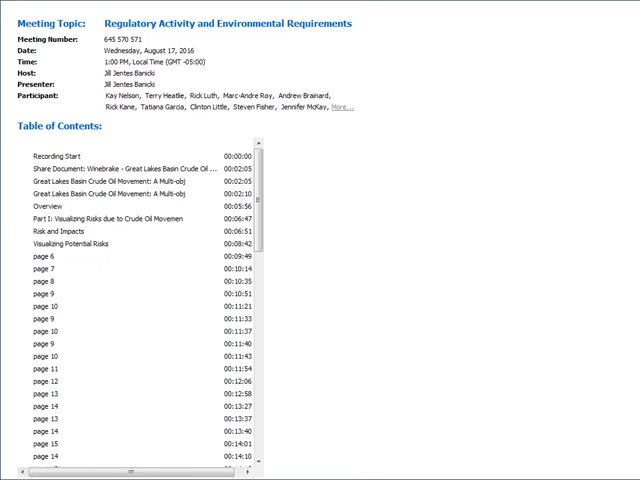 Meeting Topic: Regulatory Activity and Environmental Requirements
Meeting Number: 645 570 571
Date: Wednesday, August 17, 2016
Time: 1:00 PM, Local Time (GMT -05:00)
Host: Jill Jentes Banicki
Presenter: Jill Jentes Banicki
Participant: Kay Nelson, Terry Heatlie, Rick Luth, Marc-Andre Roy, Andrew Brainard,
Rick Kane, Tatiana Garcia, Clinton Little, Steven Fisher, Jennifer McKay, More...
Table of Contents:
Recording Start 00:00:00
Share Document: Winebrake - Great Lakes Basin Crude Oil ... 00:02:05
Great Lakes Basin Crude Oil Movement: A Multi-obj 00:02:05
Great Lakes Basin Crude Oil Movement: A Multi-obj 00:02:10
Overview 00:05:56
Part I: Visualizing Risks due to Crude Oil Movemen 00:06:47
Risk and Impacts 00:06:51
Visualizing Potential Risks 00:08:42
page 6 00:09:49
page 7 00:10:14
page 8 00:10:35
page 9 00:10:51
page 10 00:11:21
page 9 00:11:33
page 10 00:11:37
page 9 00:11:40
page 10 00:11:43
page 11 00:11:54
page 12 00:12:06
page 13 00:12:58
page 14 00:13:27
page 13 00:13:37
page 14 00:13:40
page 15 00:14:01
page 14 00:14:10